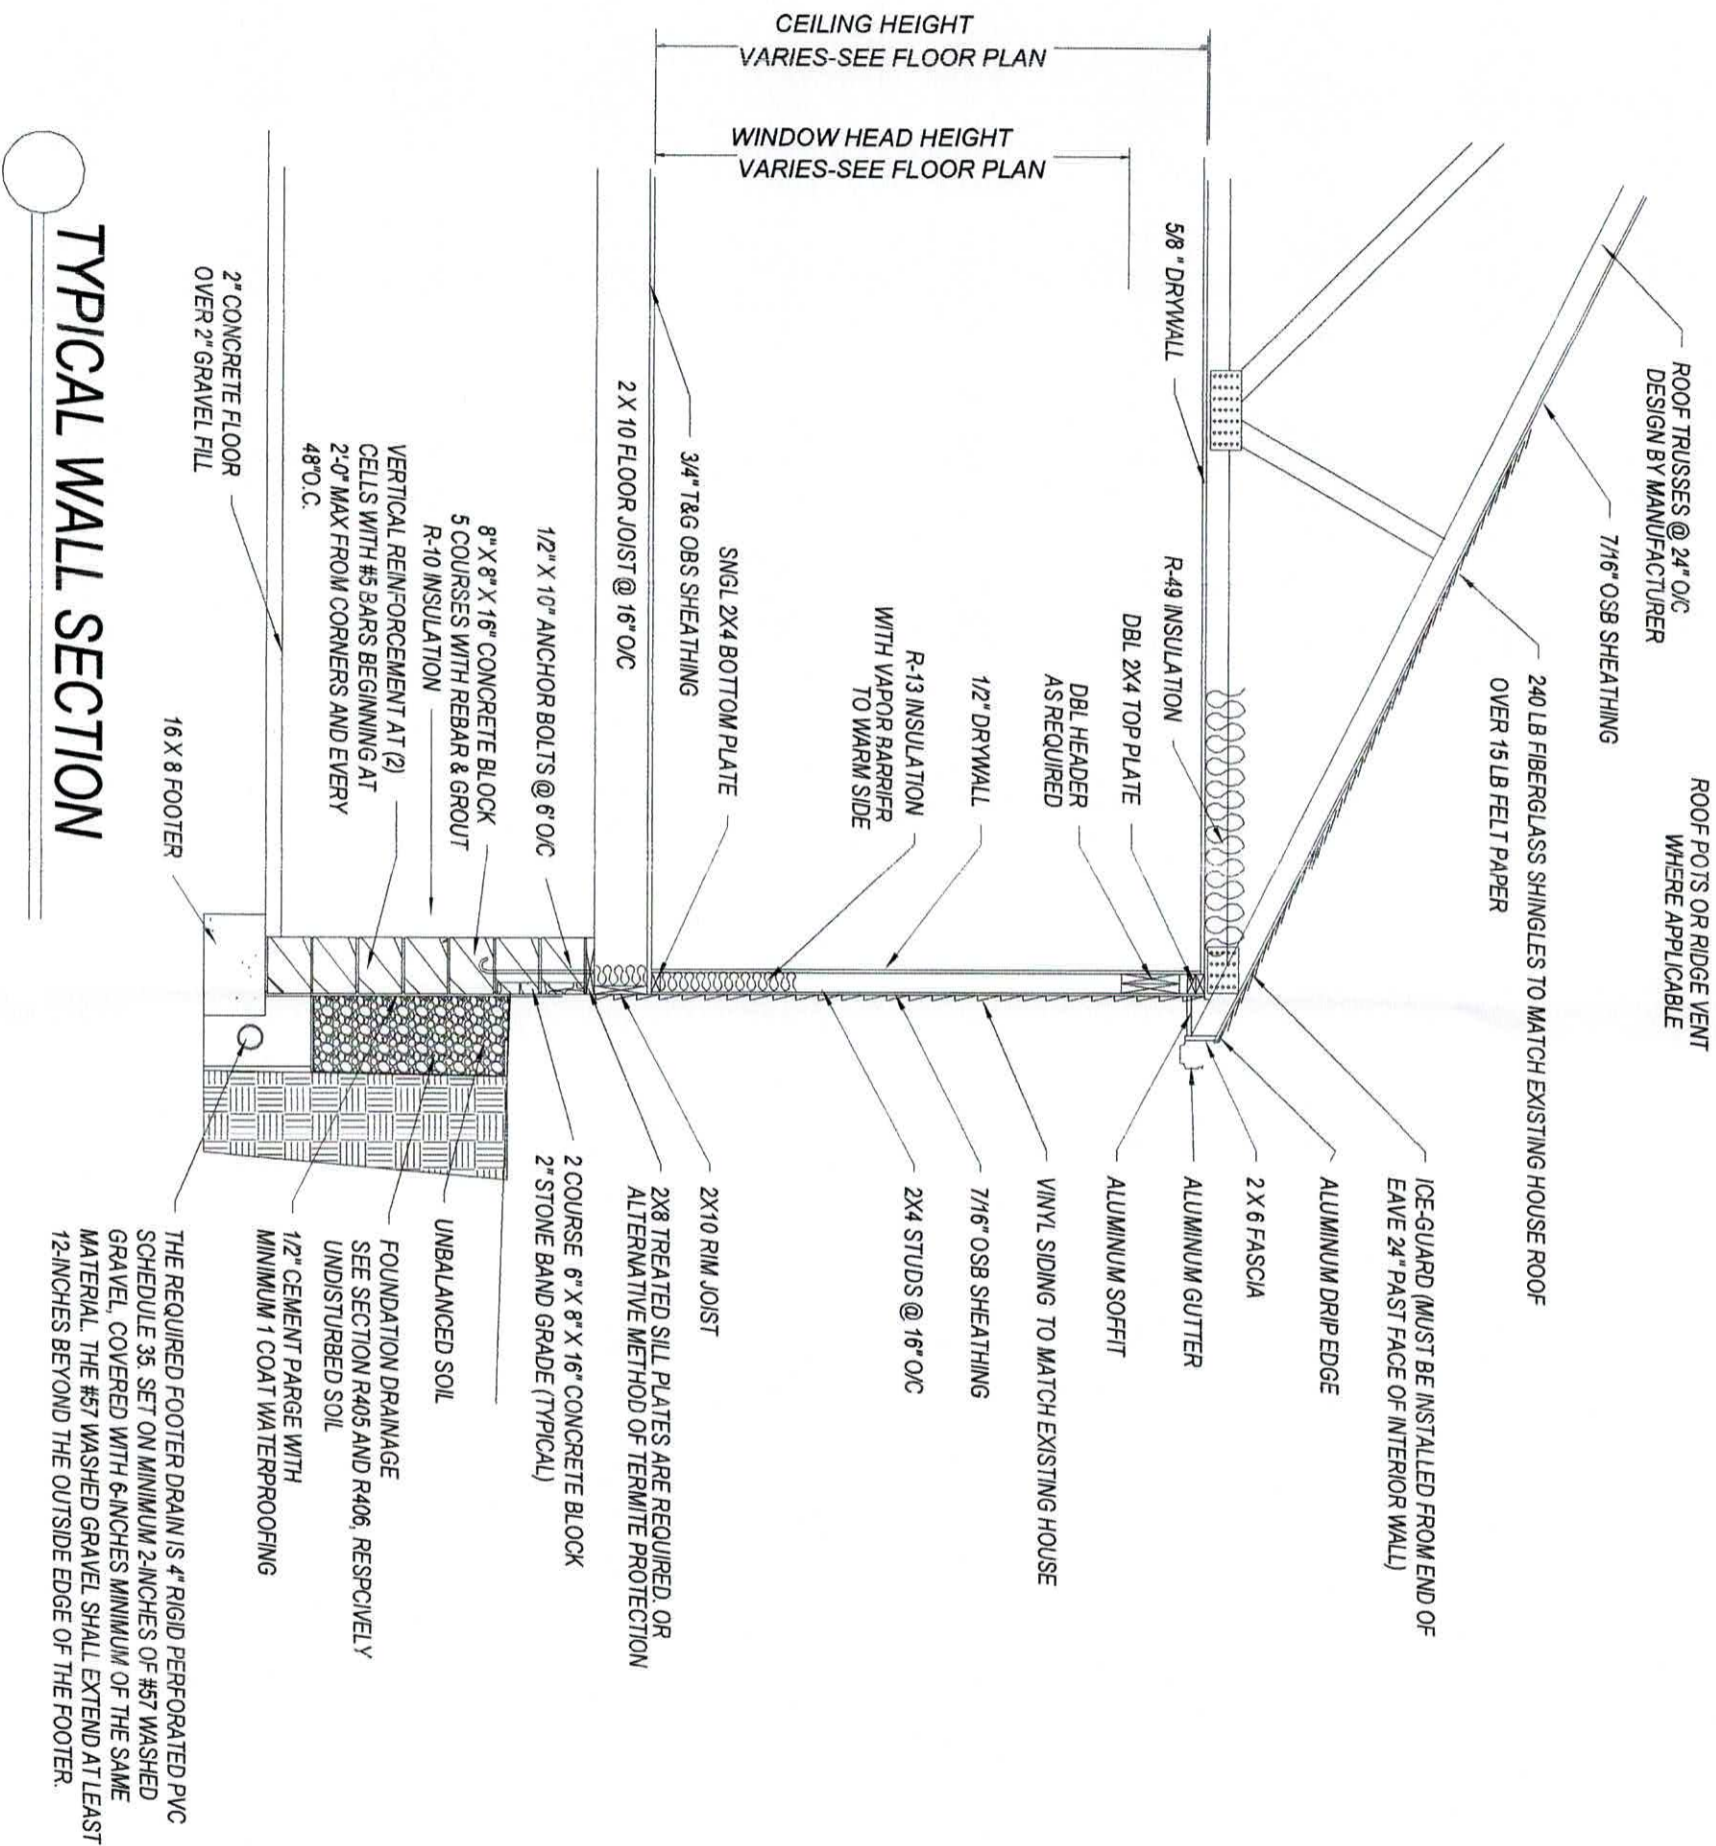 ROOF POTS OR RIDGE VENT
WHERE APPLICABLE
ROOF TRUSSES @ 24" O/C
DESIGN BY MANUFACTURER
7/16" OSB SHEATHING
240 LB FIBERGLASS SHINGLES TO MATCH EXISTING HOUSE ROOF
OVER 15 LB FELT PAPER
ICE-GUARD (MUST BE INSTALLED FROM END OF
EAVE 24" PAST FACE OF INTERIOR WALL)
ALUMINUM DRIP EDGE
2 X 6 FASCIA
ALUMINUM GUTTER
ALUMINUM SOFFIT
VINYL SIDING TO MATCH EXISTING HOUSE
7/16" OSB SHEATHING
2X4 STUDS @ 16" O/C
2X10 RIM JOIST
2X8 TREATED SILL PLATES ARE REQUIRED. OR
ALTERNATIVE METHOD OF TERMITE PROTECTION
2 COURSE 6" X 8" X 16" CONCRETE BLOCK
2" STONE BAND GRADE (TYPICAL)
UNBALANCED SOIL
FOUNDATION DRAINAGE
SEE SECTION R405 AND R406, RESPCIVELY
UNDISTURBED SOIL
1/2" CEMENT PARGE WITH
MINIMUM 1 COAT WATERPROOFING
THE REQUIRED FOOTER DRAIN IS 4" RIGID PERFORATED PVC
SCHEDULE 35. SET ON MINIMUM 2-INCHES OF #57 WASHED
GRAVEL, COVERED WITH 6-INCHES MINIMUM OF THE SAME
MATERIAL. THE #57 WASHED GRAVEL SHALL EXTEND AT LEAST
12-INCHES BEYOND THE OUTSIDE EDGE OF THE FOOTER.
CEILING HEIGHT
VARIES-SEE FLOOR PLAN
WINDOW HEAD HEIGHT
VARIES-SEE FLOOR PLAN
5/8 " DRYWALL
R-49 INSULATION
DBL 2X4 TOP PLATE
DBL HEADER
AS REQUIRED
1/2" DRYWALL
R-13 INSULATION
WITH VAPOR BARRIFR
TO WARM SIDE
SNGL 2X4 BOTTOM PLATE
3/4" T&G OBS SHEATHING
2 X 10 FLOOR JOIST @ 16" O/C
1/2" X 10" ANCHOR BOLTS @ 6' O/C
8" X 8" X 16" CONCRETE BLOCK
5 COURSES WITH REBAR & GROUT
R-10 INSULATION
VERTICAL REINFORCEMENT AT (2)
CELLS WITH #5 BARS BEGINNING AT
2'-0" MAX FROM CORNERS AND EVERY
48"O.C.
2" CONCRETE FLOOR
OVER 2" GRAVEL FILL
16 X 8 FOOTER
TYPICAL WALL SECTION